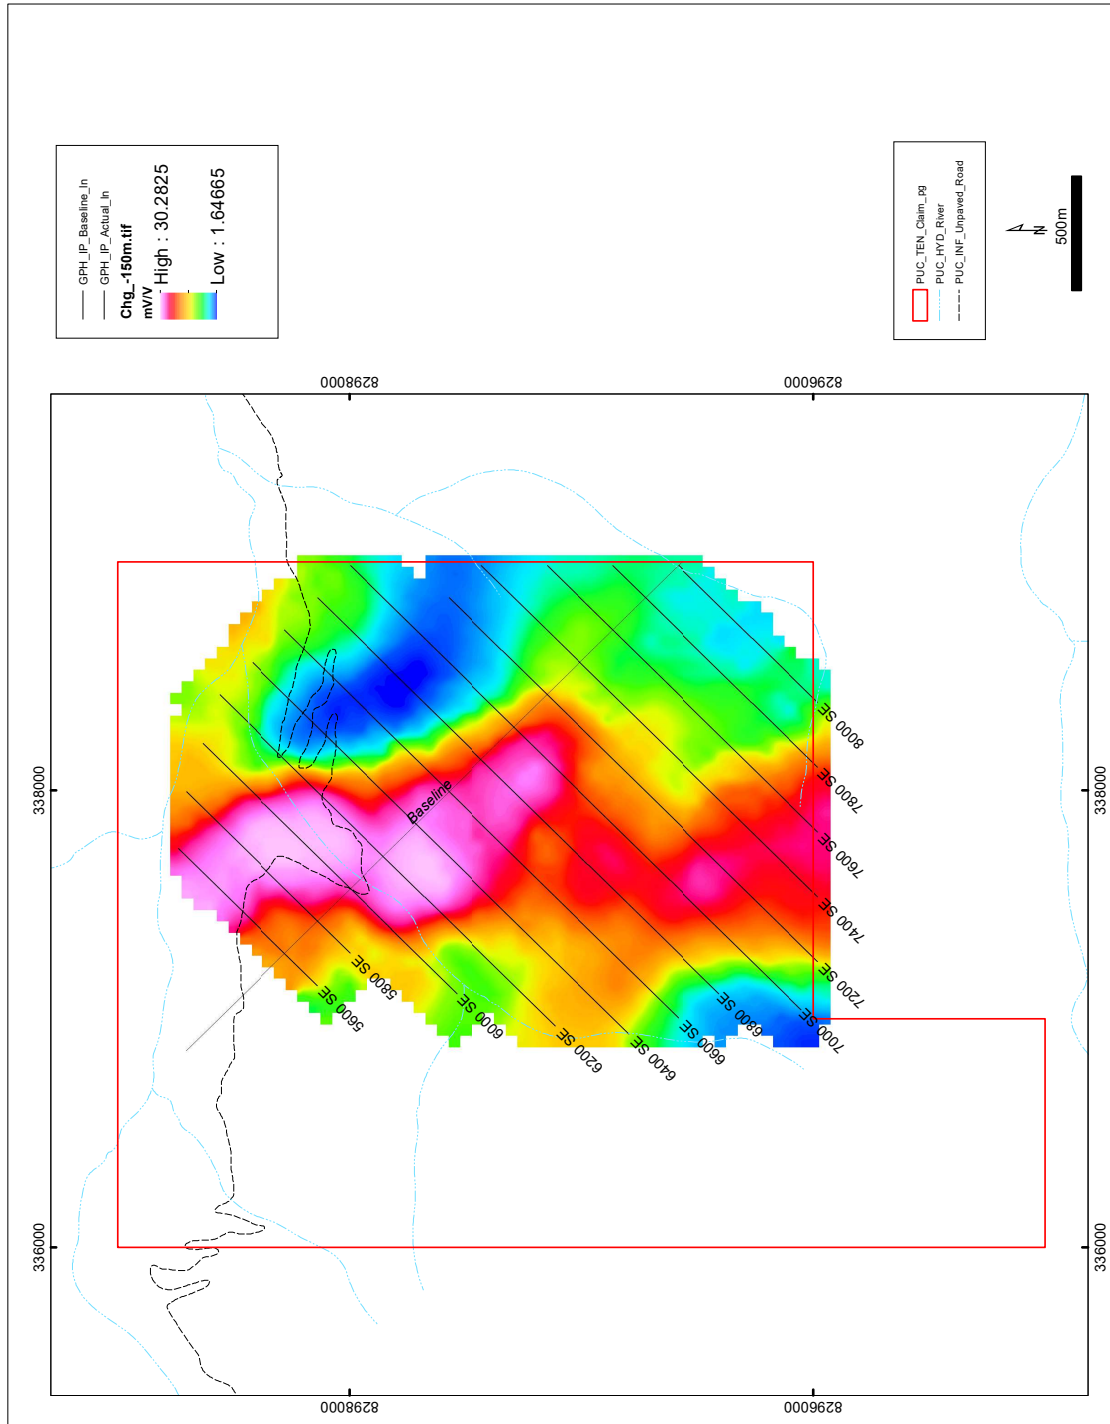 GPH_IP_Baseline_ln
GPH_IP_Actual_ln
Chg_-150m.tif
mV/V
High : 30.2825
Low : 1.64665
PUC_TEN_Claim_pg
PUC_HYD_River
PUC_INF_Unpaved_Road
N
500m
336000
338000
336000
338000
8298000
8296000
8298000
8296000
Baseline
5600 SE
5800 SE
6000 SE
6200 SE
6400 SE
6600 SE
6800 SE
7000 SE
7200 SE
7400 SE
7600 SE
7800 SE
8000 SE